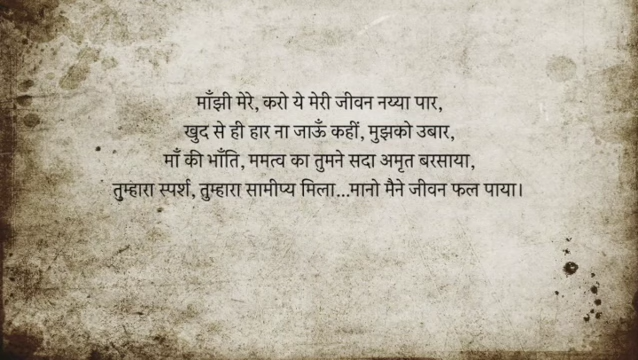 माँझी मेरे, करो ये मेरी जीवन नय्या पार,
खुद से ही हार ना जाऊँ कहीं, मुझको उबार,
माँ की भाँति, ममत्व का तुमने सदा अमृत बरसाया,
तुम्हारा स्पर्श, तुम्हारा सामीप्य मिला...मानो मैने जीवन फल पाया।